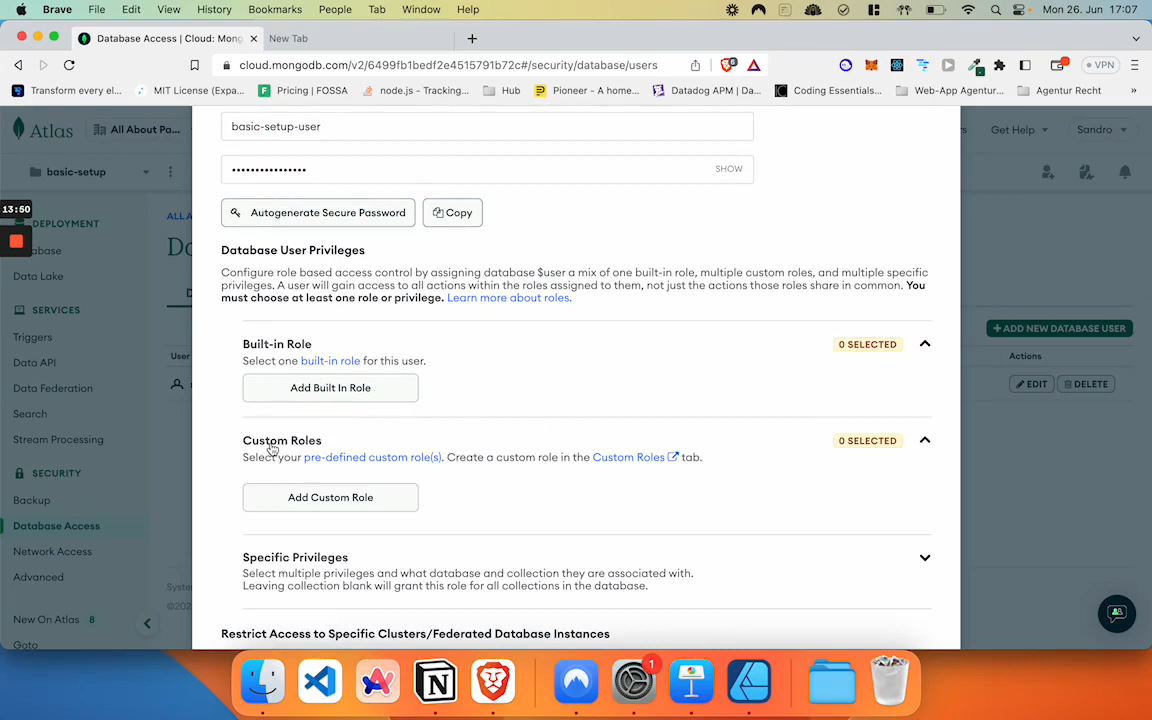 Brave File Edit View History Bookmarks People Tab Window Help Mon 26. Jun 17:07
Database Access | Cloud: Mong
New Tab
cloud.mongodb.com/v2/6499fb1bedf2e4515791b72c#/security/database/users
VPN
Transform every el... MIT License (Expa... Pricing | FOSSA node.js - Tracking... Hub Pioneer - A home... Datadog APM | Da... Coding Essentials... Web-App Agentur... Agentur Recht »
Atlas
All About Pa...
Get Help
Sandro
basic-setup
13:50
DEPLOYMENT
Data Lake
SERVICES
Triggers
Data API
Data Federation
Search
Stream Processing
SECURITY
Backup
Database Access
Network Access
Advanced
New On Atlas 8
Goto
ALL A
User
basic-setup-user
••••••••••••••••
SHOW
Autogenerate Secure Password
Copy
Database User Privileges
Configure role based access control by assigning database $user a mix of one built-in role, multiple custom roles, and multiple specific
privileges. A user will gain access to all actions within the roles assigned to them, not just the actions those roles share in common. You
must choose at least one role or privilege. Learn more about roles.
Built-in Role
0 SELECTED
Select one built-in role for this user.
Add Built In Role
Custom Roles
0 SELECTED
Select your pre-defined custom role(s). Create a custom role in the Custom Roles tab.
Add Custom Role
Specific Privileges
Select multiple privileges and what database and collection they are associated with.
Leaving collection blank will grant this role for all collections in the database.
Restrict Access to Specific Clusters/Federated Database Instances
+ ADD NEW DATABASE USER
Actions
EDIT
DELETE
1